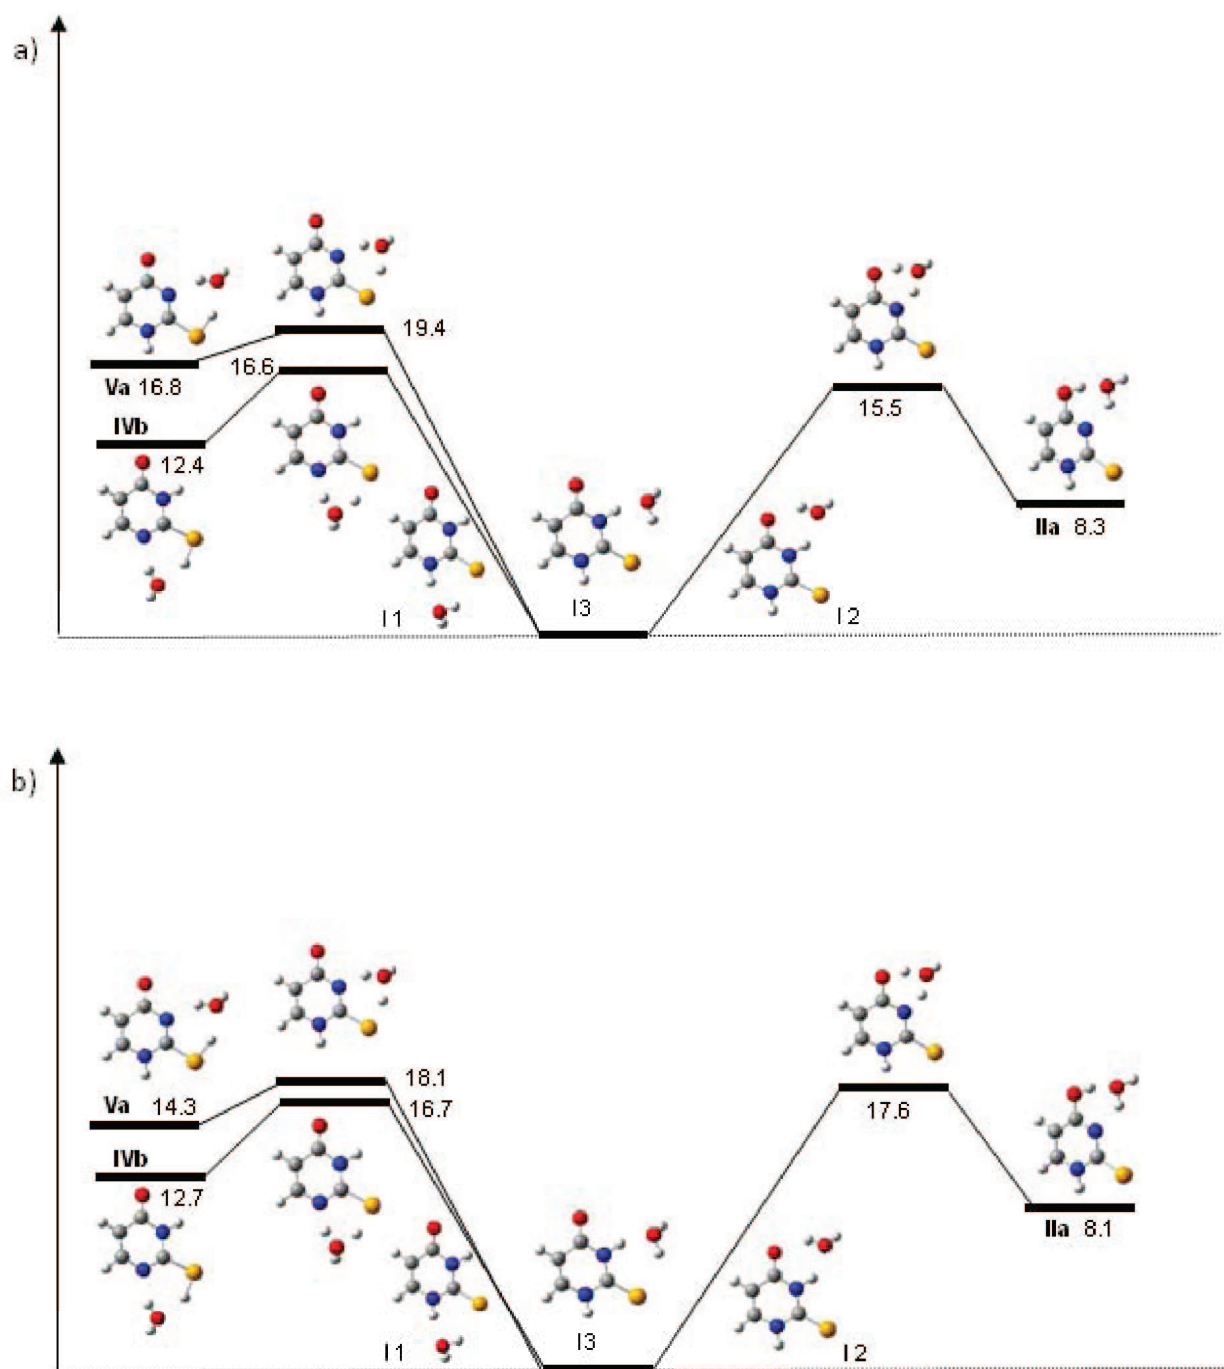 a)
19.4
16.6
Va 16.8
IVb
12.4
15.5
IIa 8.3
I1
I3
I2
b)
18.1
Va 14.3
16.7
IVb
12.7
17.6
IIa 8.1
I1
I3
I2